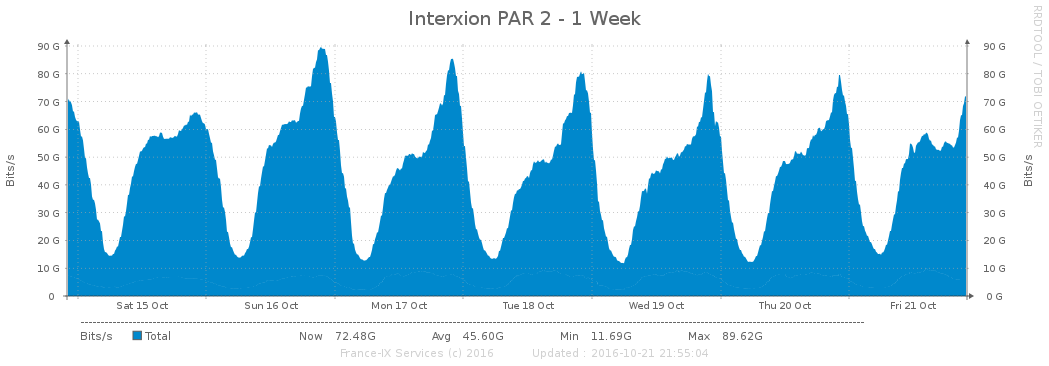 Interxion PAR 2 - 1 Week
RRDTOOL / TOBI OETIKER
Bits/s
90 G 90 G
80 G 80 G
70 G 70 G
60 G 60 G
50 G 50 G
40 G 40 G
30 G 30 G
20 G 20 G
10 G 10 G
0 0 G
Bits/s
Sat 15 Oct Sun 16 Oct Mon 17 Oct Tue 18 Oct Wed 19 Oct Thu 20 Oct Fri 21 Oct
Bits/s Total Now 72.48G Avg 45.60G Min 11.69G Max 89.62G
France-IX Services (c) 2016 Updated : 2016-10-21 21:55:04